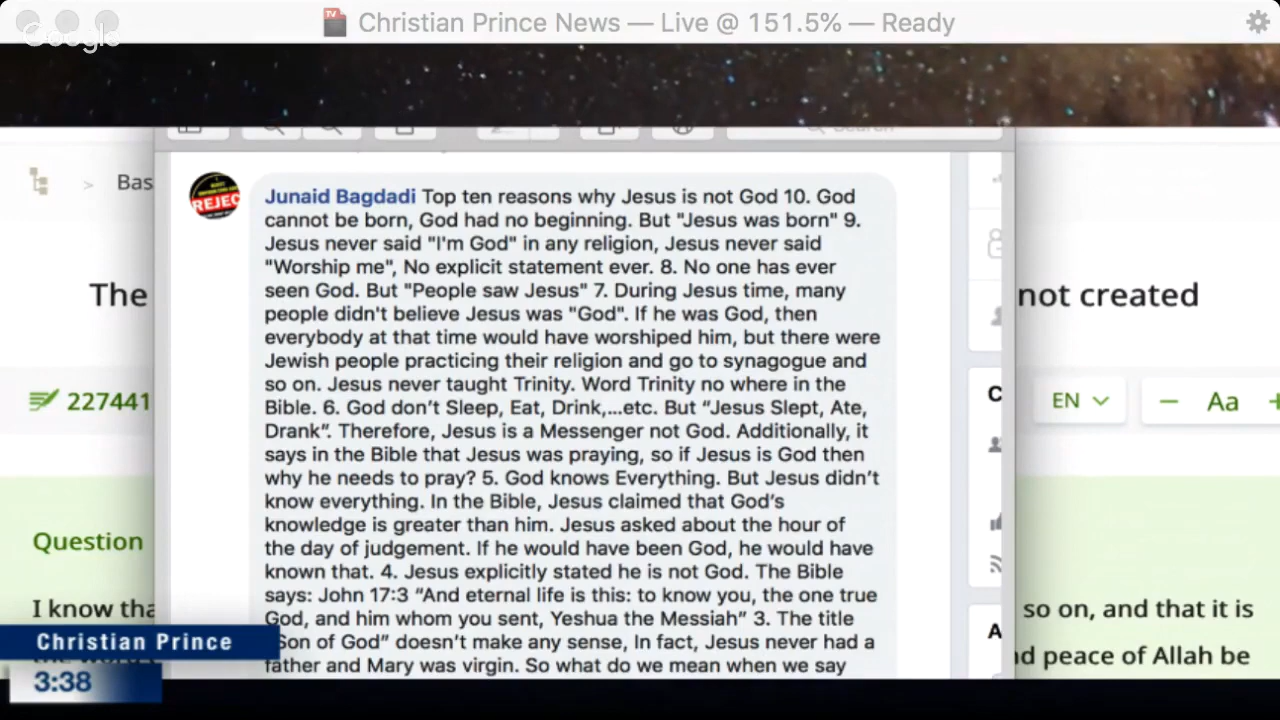 TV
Christian Prince News — Live @ 151.5% — Ready
Google
Search
> Bas
REJEC
Junaid Bagdadi Top ten reasons why Jesus is not God 10. God
cannot be born, God had no beginning. But "Jesus was born" 9.
Jesus never said "I'm God" in any religion, Jesus never said
"Worship me", No explicit statement ever. 8. No one has ever
seen God. But "People saw Jesus" 7. During Jesus time, many
people didn't believe Jesus was "God". If he was God, then
everybody at that time would have worshiped him, but there were
Jewish people practicing their religion and go to synagogue and
so on. Jesus never taught Trinity. Word Trinity no where in the
Bible. 6. God don’t Sleep, Eat, Drink,...etc. But “Jesus Slept, Ate,
Drank”. Therefore, Jesus is a Messenger not God. Additionally, it
says in the Bible that Jesus was praying, so if Jesus is God then
why he needs to pray? 5. God knows Everything. But Jesus didn’t
know everything. In the Bible, Jesus claimed that God’s
knowledge is greater than him. Jesus asked about the hour of
the day of judgement. If he would have been God, he would have
known that. 4. Jesus explicitly stated he is not God. The Bible
says: John 17:3 “And eternal life is this: to know you, the one true
God, and him whom you sent, Yeshua the Messiah” 3. The title
“Son of God” doesn’t make any sense, In fact, Jesus never had a
father and Mary was virgin. So what do we mean when we say
The
not created
227441
EN
− Aa +
C
Question
I know tha
so on, and that it is
A
nd peace of Allah be
Christian Prince
3:38